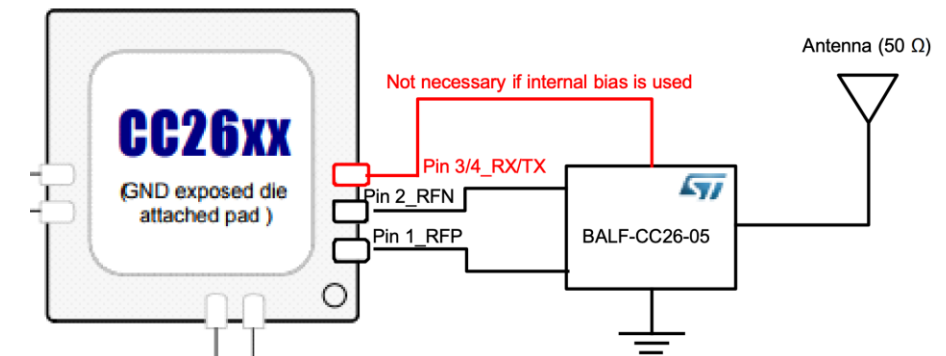 Antenna (50 Ω)
Not necessary if internal bias is used
CC26xx
(GND exposed die
attached pad )
Pin 3/4_RX/TX
Pin 2_RFN
Pin 1_RFP
ST
BALF-CC26-05